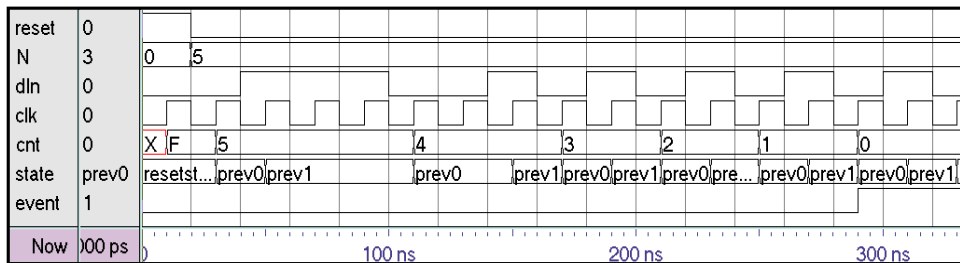 reset 0
N 3 0 5
dIn 0
clk 0
cnt 0 X F 5 4 3 2 1 0
state prev0 resetst... prev0 prev1 prev0 prev1 prev0 prev1 prev0 pre... prev0 prev1 prev0 prev1
event 1
Now )00 ps 0 100 ns 200 ns 300 ns